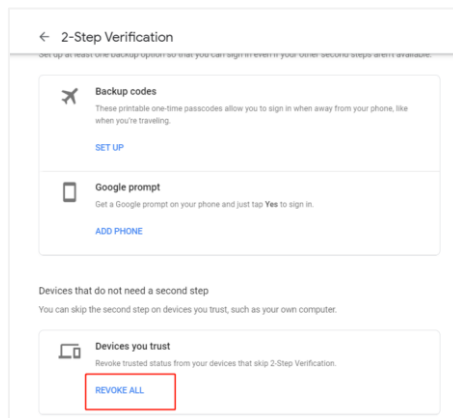 ← 2-Step Verification
Set up at least one backup option so that you can sign in even if your other second steps aren't available.
Backup codes
These printable one-time passcodes allow you to sign in when away from your phone, like
when you're traveling.
SET UP
Google prompt
Get a Google prompt on your phone and just tap Yes to sign in.
ADD PHONE
Devices that do not need a second step
You can skip the second step on devices you trust, such as your own computer.
Devices you trust
Revoke trusted status from your devices that skip 2-Step Verification.
REVOKE ALL